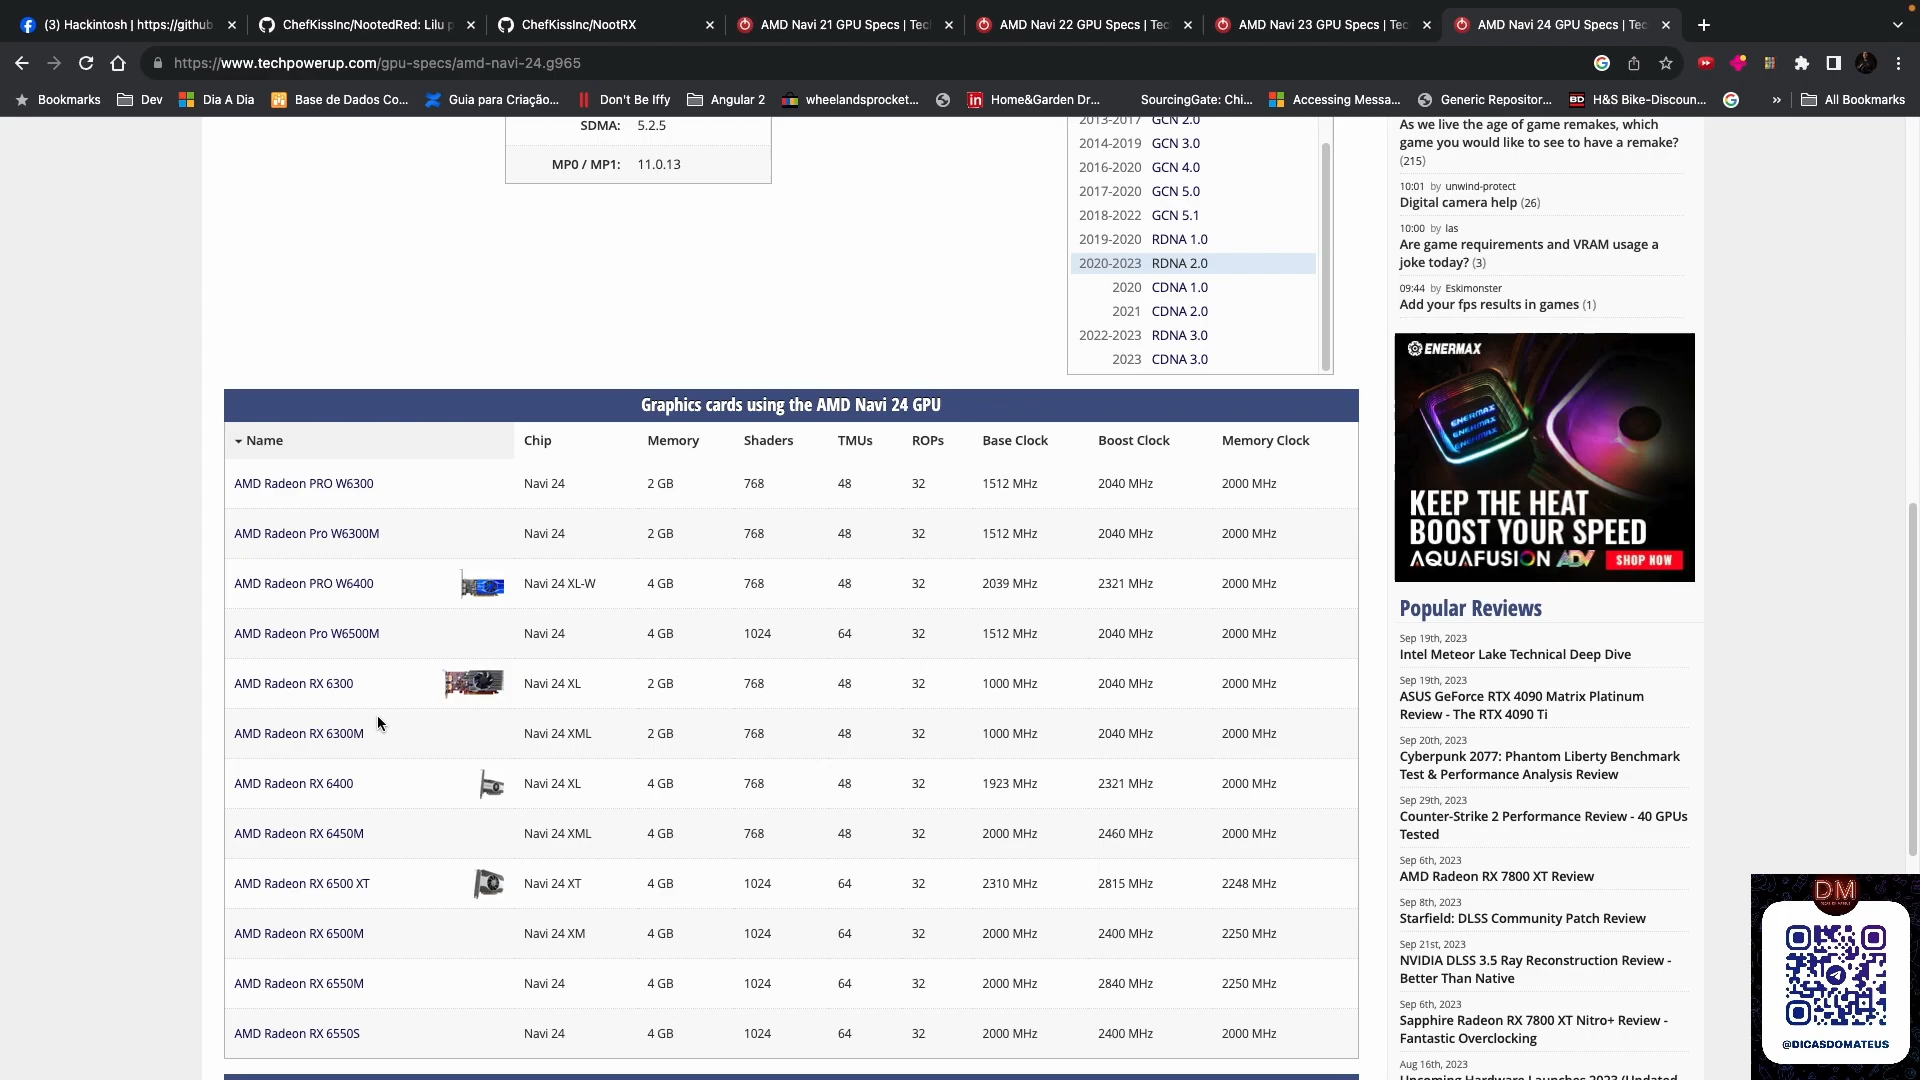 (3) Hackintosh | https://github
ChefKissInc/NootedRed: Lilu p
ChefKissInc/NootRX
AMD Navi 21 GPU Specs | Tec
AMD Navi 22 GPU Specs | Tec
AMD Navi 23 GPU Specs | Tec
AMD Navi 24 GPU Specs | Tec
https://www.techpowerup.com/gpu-specs/amd-navi-24.g965
Bookmarks
Dev
Dia A Dia
Base de Dados Co...
Guia para Criação...
Don't Be Iffy
Angular 2
wheelandsprocket...
Home&Garden Dr...
SourcingGate: Chi...
Accessing Messa...
Generic Repositor...
H&S Bike-Discoun...
All Bookmarks
SDMA: 5.2.5
MP0 / MP1: 11.0.13
2013-2017 GCN 2.0
2014-2019 GCN 3.0
2016-2020 GCN 4.0
2017-2020 GCN 5.0
2018-2022 GCN 5.1
2019-2020 RDNA 1.0
2020-2023 RDNA 2.0
2020 CDNA 1.0
2021 CDNA 2.0
2022-2023 RDNA 3.0
2023 CDNA 3.0
Graphics cards using the AMD Navi 24 GPU
Name Chip Memory Shaders TMUs ROPs Base Clock Boost Clock Memory Clock
AMD Radeon PRO W6300 Navi 24 2 GB 768 48 32 1512 MHz 2040 MHz 2000 MHz
AMD Radeon Pro W6300M Navi 24 2 GB 768 48 32 1512 MHz 2040 MHz 2000 MHz
AMD Radeon PRO W6400 Navi 24 XL-W 4 GB 768 48 32 2039 MHz 2321 MHz 2000 MHz
AMD Radeon Pro W6500M Navi 24 4 GB 1024 64 32 1512 MHz 2040 MHz 2000 MHz
AMD Radeon RX 6300 Navi 24 XL 2 GB 768 48 32 1000 MHz 2040 MHz 2000 MHz
AMD Radeon RX 6300M Navi 24 XML 2 GB 768 48 32 1000 MHz 2040 MHz 2000 MHz
AMD Radeon RX 6400 Navi 24 XL 4 GB 768 48 32 1923 MHz 2321 MHz 2000 MHz
AMD Radeon RX 6450M Navi 24 XML 4 GB 768 48 32 2000 MHz 2460 MHz 2000 MHz
AMD Radeon RX 6500 XT Navi 24 XT 4 GB 1024 64 32 2310 MHz 2815 MHz 2248 MHz
AMD Radeon RX 6500M Navi 24 XM 4 GB 1024 64 32 2000 MHz 2400 MHz 2250 MHz
AMD Radeon RX 6550M Navi 24 4 GB 1024 64 32 2000 MHz 2840 MHz 2250 MHz
AMD Radeon RX 6550S Navi 24 4 GB 1024 64 32 2000 MHz 2400 MHz 2000 MHz
As we live the age of game remakes, which
game you would like to see to have a remake?
(215)
10:01 by unwind-protect
Digital camera help (26)
10:00 by las
Are game requirements and VRAM usage a
joke today? (3)
09:44 by Eskimonster
Add your fps results in games (1)
ENERMAX
ENERMAX
ENERMAX
ENERMAX
KEEP THE HEAT
BOOST YOUR SPEED
AQUAFUSION ADV SHOP NOW
Popular Reviews
Sep 19th, 2023
Intel Meteor Lake Technical Deep Dive
Sep 19th, 2023
ASUS GeForce RTX 4090 Matrix Platinum
Review - The RTX 4090 Ti
Sep 20th, 2023
Cyberpunk 2077: Phantom Liberty Benchmark
Test & Performance Analysis Review
Sep 29th, 2023
Counter-Strike 2 Performance Review - 40 GPUs
Tested
Sep 6th, 2023
AMD Radeon RX 7800 XT Review
Sep 8th, 2023
Starfield: DLSS Community Patch Review
Sep 21st, 2023
NVIDIA DLSS 3.5 Ray Reconstruction Review -
Better Than Native
Sep 6th, 2023
Sapphire Radeon RX 7800 XT Nitro+ Review -
Fantastic Overclocking
Aug 16th, 2023
Upcoming Hardware Launches 2023 (Updated
DM
@DICASDOMATEUS